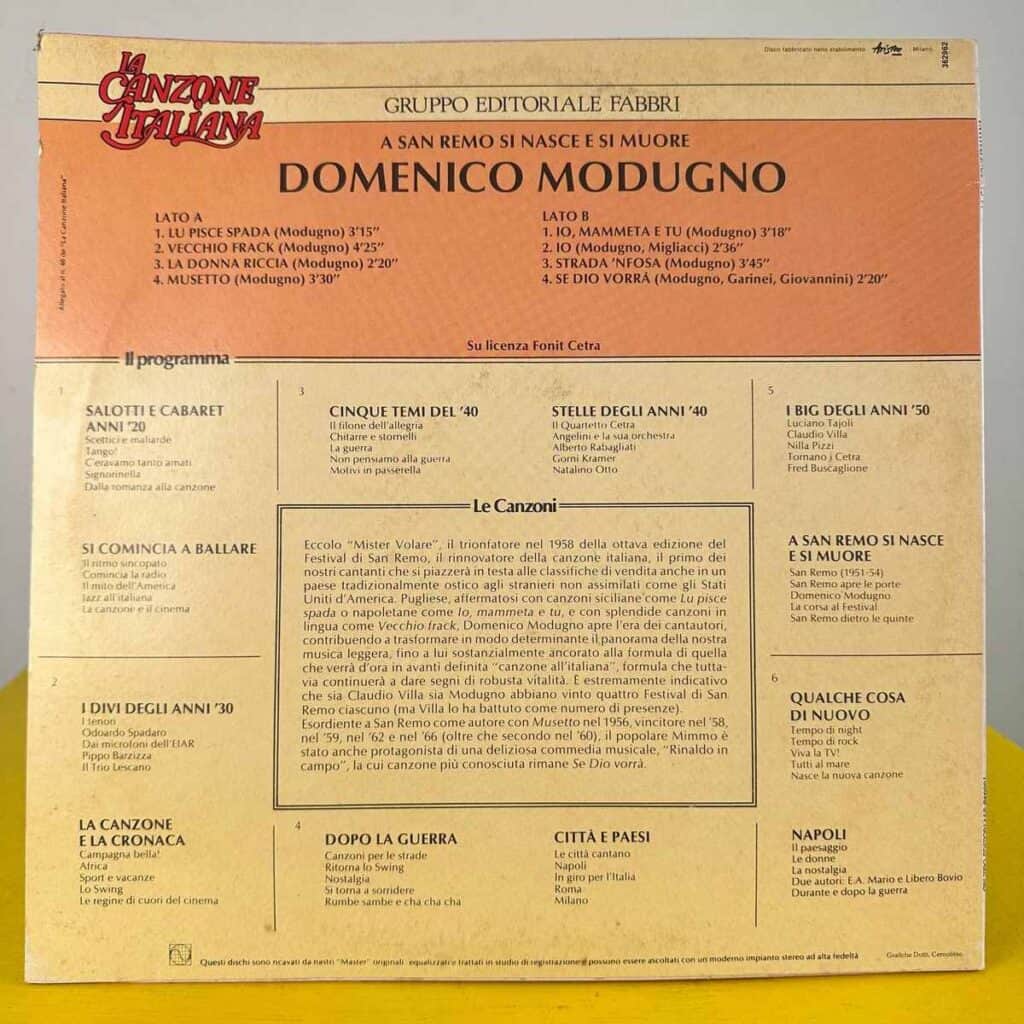 Disco fabbricato nello stabilimento Ariston Milano
362962
LA
CANZONE
ITALIANA
GRUPPO EDITORIALE FABBRI
A SAN REMO SI NASCE E SI MUORE
DOMENICO MODUGNO
Allegato al n. 46 de "La Canzone Italiana"
LATO A
1. LU PISCE SPADA (Modugno) 3'15"
2. VECCHIO FRACK (Modugno) 4'25"
3. LA DONNA RICCIA (Modugno) 2'20"
4. MUSETTO (Modugno) 3'30"
LATO B
1. IO, MAMMETA E TU (Modugno) 3'18"
2. IO (Modugno, Migliacci) 2'36"
3. STRADA 'NFOSA (Modugno) 3'45"
4. SE DIO VORRÀ (Modugno, Garinei, Giovannini) 2'20"
Su licenza Fonit Cetra
Il programma
1
SALOTTI E CABARET
ANNI '20
Scettici e maliarde
Tango!
C'eravamo tanto amati
Signorinella
Dalla romanza alla canzone
SI COMINCIA A BALLARE
Il ritmo sincopato
Comincia la radio
Il mito dell'America
Jazz all'italiana
La canzone e il cinema
2
I DIVI DEGLI ANNI '30
I tenori
Odoardo Spadaro
Dai microfoni dell'EIAR
Pippo Barzizza
Il Trio Lescano
LA CANZONE
E LA CRONACA
Campagna bella!
Africa
Sport e vacanze
Lo Swing
Le regine di cuori del cinema
3
CINQUE TEMI DEL '40
Il filone dell'allegria
Chitarre e stornelli
La guerra
Non pensiamo alla guerra
Motivi in passerella
STELLE DEGLI ANNI '40
Il Quartetto Cetra
Angelini e la sua orchestra
Alberto Rabagliati
Gorni Kramer
Natalino Otto
Le Canzoni
Eccolo "Mister Volare", il trionfatore nel 1958 della ottava edizione del
Festival di San Remo, il rinnovatore della canzone italiana, il primo dei
nostri cantanti che si piazzerà in testa alle classifiche di vendita anche in un
paese tradizionalmente ostico agli stranieri non assimilati come gli Stati
Uniti d'America. Pugliese, affermatosi con canzoni siciliane come Lu pisce
spada o napoletane come Io, mammeta e tu, e con splendide canzoni in
lingua come Vecchio frack, Domenico Modugno apre l'era dei cantautori,
contribuendo a trasformare in modo determinante il panorama della nostra
musica leggera, fino a lui sostanzialmente ancorato alla formula di quella
che verrà d'ora in avanti definita "canzone all'italiana", formula che tutta-
via continuerà a dare segni di robusta vitalità. È estremamente indicativo
che sia Claudio Villa sia Modugno abbiano vinto quattro Festival di San
Remo ciascuno (ma Villa lo ha battuto come numero di presenze).
Esordiente a San Remo come autore con Musetto nel 1956, vincitore nel '58,
nel '59, nel '62 e nel '66 (oltre che secondo nel '60), il popolare Mimmo è
stato anche protagonista di una deliziosa commedia musicale, "Rinaldo in
campo", la cui canzone più conosciuta rimane Se Dio vorrà.
4
DOPO LA GUERRA
Canzoni per le strade
Ritorna lo Swing
Nostalgia
Si torna a sorridere
Rumbe sambe e cha cha cha
CITTÀ E PAESI
Le città cantano
Napoli
In giro per l'Italia
Roma
Milano
5
I BIG DEGLI ANNI '50
Luciano Tajoli
Claudio Villa
Nilla Pizzi
Tornano i Cetra
Fred Buscaglione
A SAN REMO SI NASCE
E SI MUORE
San Remo (1951-54)
San Remo apre le porte
Domenico Modugno
La corsa al Festival
San Remo dietro le quinte
6
QUALCHE COSA
DI NUOVO
Tempo di night
Tempo di rock
Viva la TV!
Tutti al mare
Nasce la nuova canzone
NAPOLI
Il paesaggio
Le donne
La nostalgia
Due autori: E.A. Mario e Libero Bovio
Durante e dopo la guerra
Questi dischi sono ricavati da nastri "Master" originali equalizzati e trattati in studio di registrazione e possono essere ascoltati con un moderno impianto stereo ad alta fedeltà
Grafiche Dotti, Cernusco